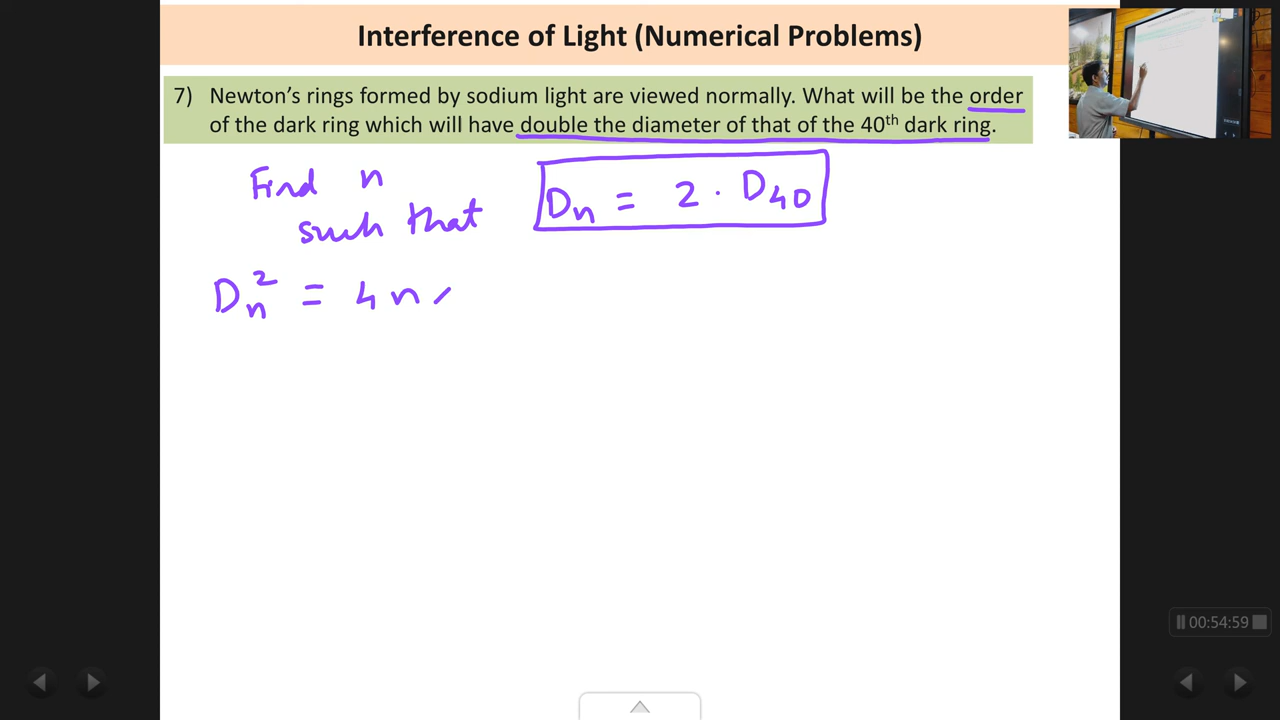 Interference of Light (Numerical Problems)
7) Newton's rings formed by sodium light are viewed normally. What will be the order
of the dark ring which will have double the diameter of that of the 40th dark ring.
Find n
such that
Dn = 2 · D40
Dn² = 4n
00:54:59